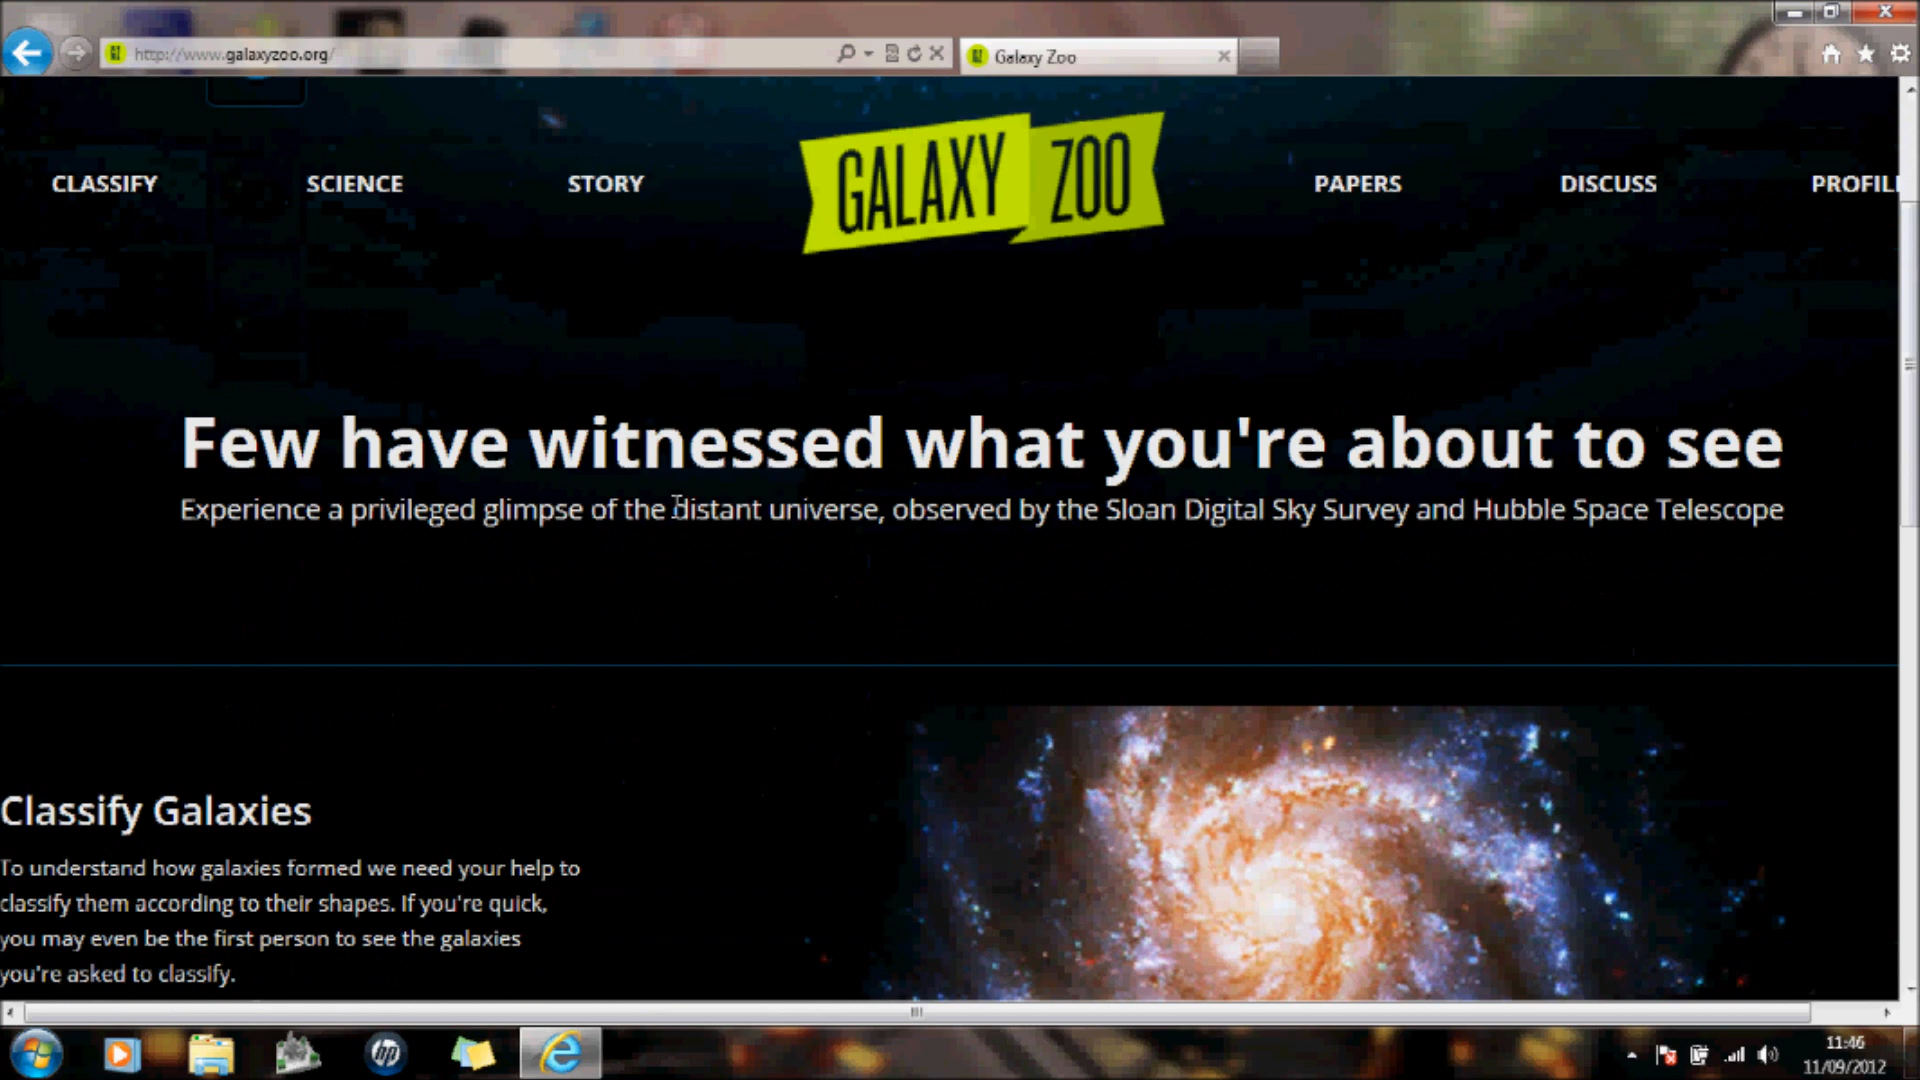 http://www.galaxyzoo.org/
Galaxy Zoo
CLASSIFY
SCIENCE
STORY
GALAXY ZOO
PAPERS
DISCUSS
PROFIL
Few have witnessed what you're about to see
Experience a privileged glimpse of the distant universe, observed by the Sloan Digital Sky Survey and Hubble Space Telescope
Classify Galaxies
To understand how galaxies formed we need your help to
classify them according to their shapes. If you're quick,
you may even be the first person to see the galaxies
you're asked to classify.
hp
11:46
11/09/2012